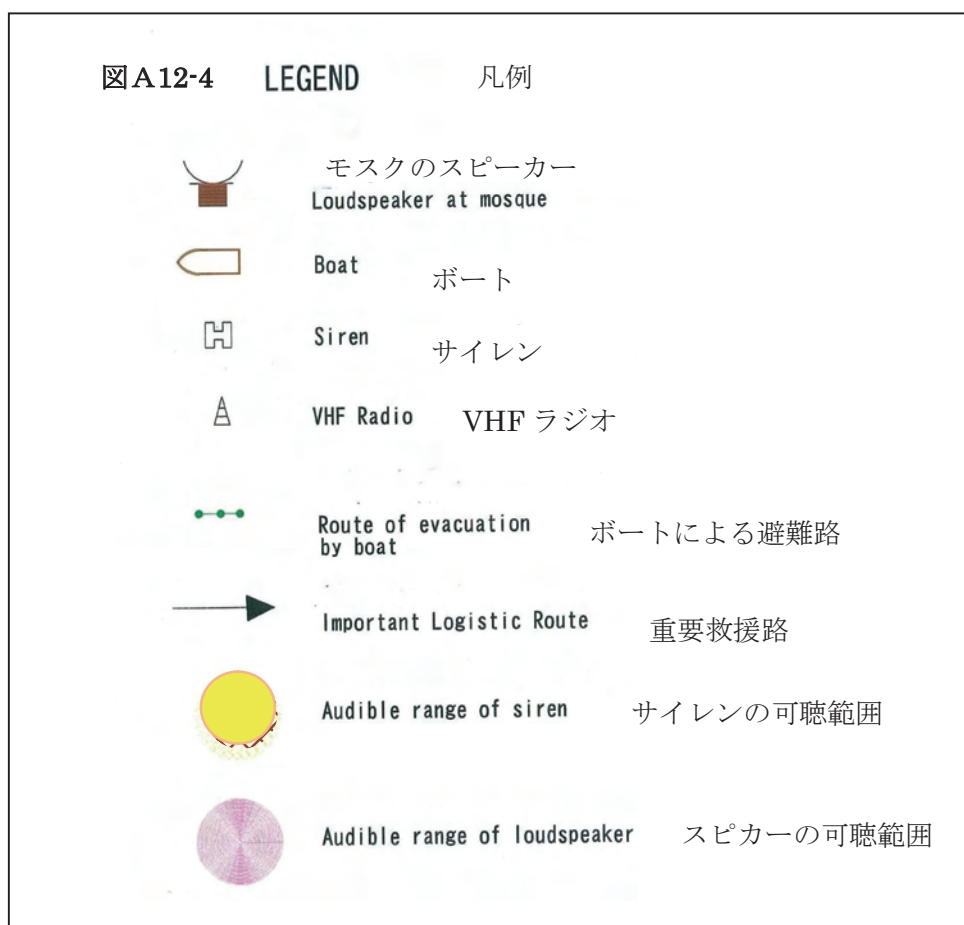 図A12-4 LEGEND 凡例
モスクのスピーカー
Loudspeaker at mosque
Boat ボート
Siren サイレン
VHF Radio VHF ラジオ
Route of evacuation
by boat ボートによる避難路
Important Logistic Route 重要救援路
Audible range of siren サイレンの可聴範囲
Audible range of loudspeaker スピカーの可聴範囲